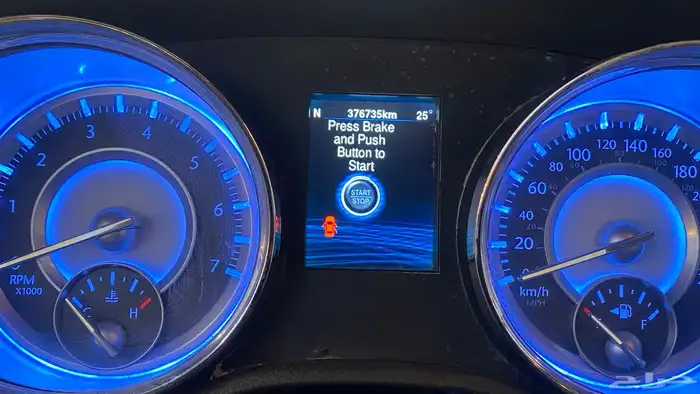 N 376735km 25°
Press Brake
and Push
Button to
Start
START
STOP
1 2 3 4 5 6 7
RPM
X1000
C H
0 20 40 60 80 100 120 140 160 180
km/h
MPH
F